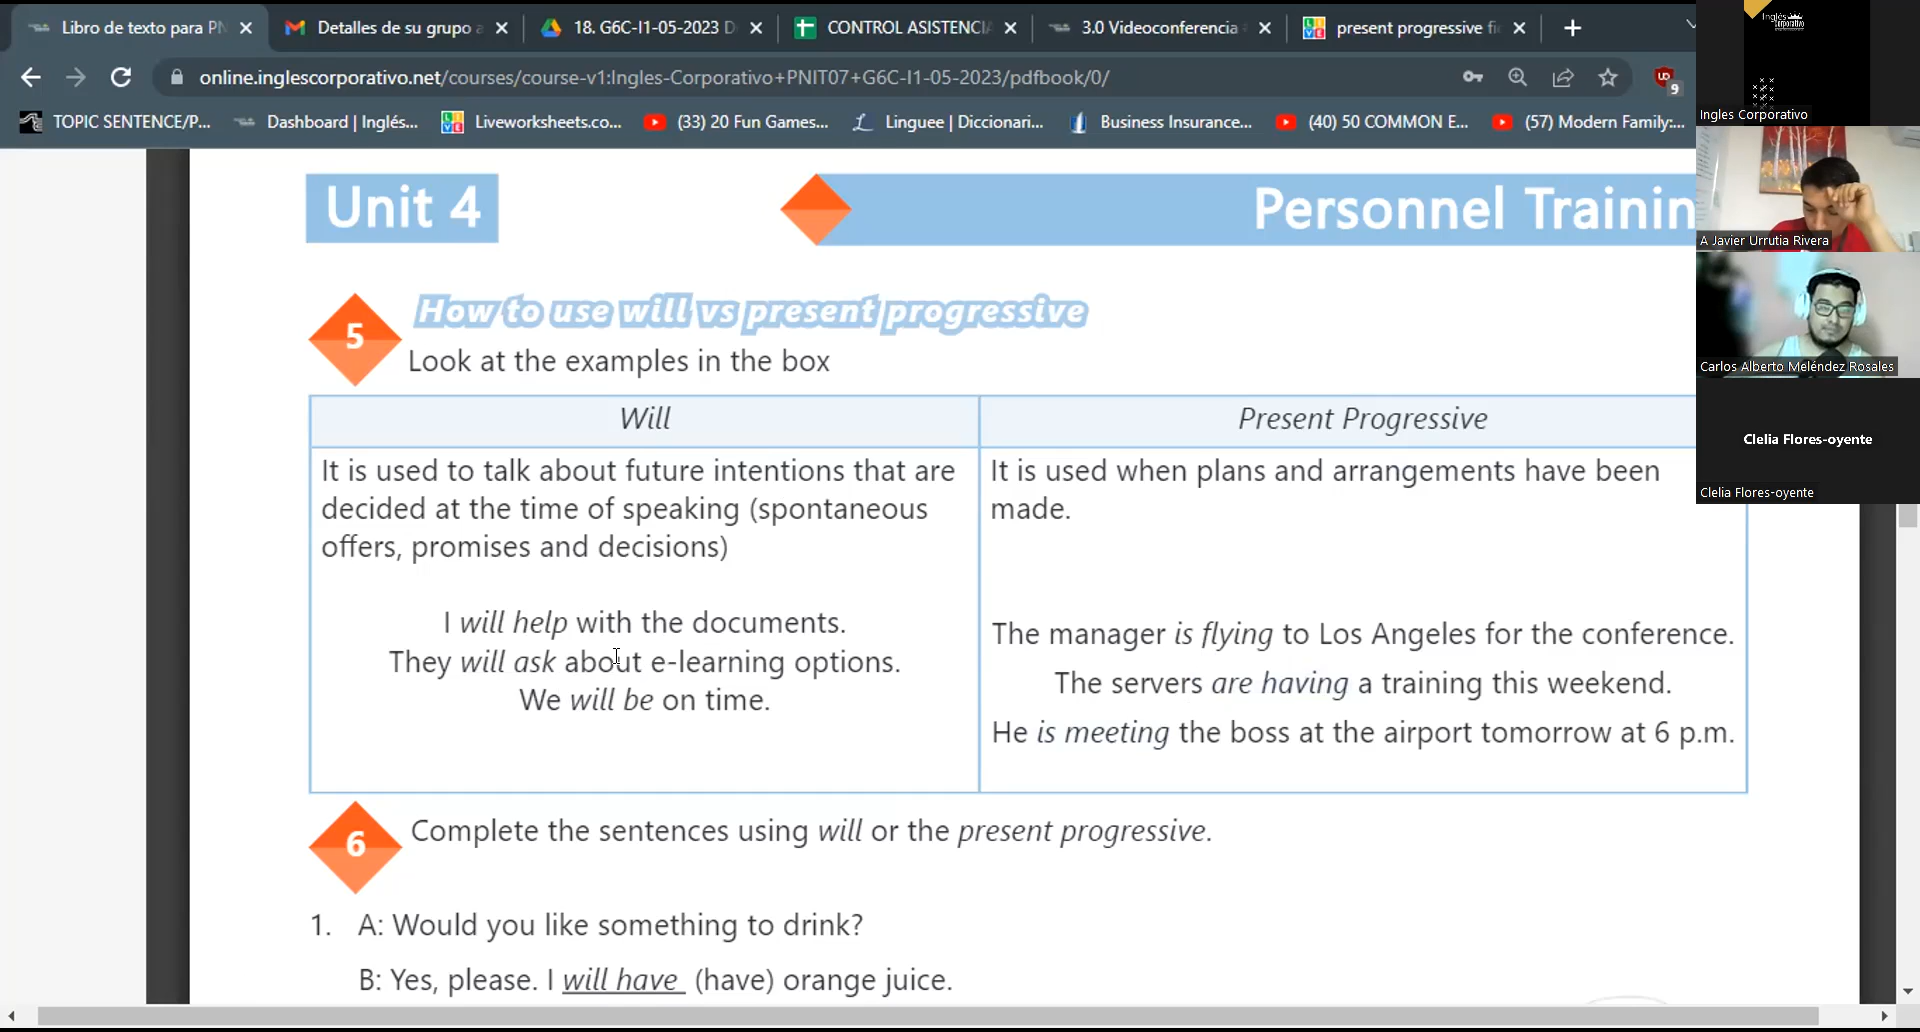 Libro de texto para PN
Detalles de su grupo a
18. G6C-I1-05-2023 D
CONTROL ASISTENCIA
3.0 Videoconferencia
present progressive fi
online.inglescorporativo.net/courses/course-v1:Ingles-Corporativo+PNIT07+G6C-I1-05-2023/pdfbook/0/
9
TOPIC SENTENCE/P...
Dashboard | Inglés...
LIVE
Liveworksheets.co...
(33) 20 Fun Games...
Linguee | Diccionari...
Business Insurance...
(40) 50 COMMON E...
(57) Modern Family:...
Inglés
Corporativo
Ingles Corporativo
A Javier Urrutia Rivera
Carlos Alberto Meléndez Rosales
Clelia Flores-oyente
Clelia Flores-oyente
Unit 4
Personnel Trainin
5
How to use will vs present progressive
Look at the examples in the box
Will
Present Progressive
It is used to talk about future intentions that are
decided at the time of speaking (spontaneous
offers, promises and decisions)
I will help with the documents.
They will ask about e-learning options.
We will be on time.
It is used when plans and arrangements have been
made.
The manager is flying to Los Angeles for the conference.
The servers are having a training this weekend.
He is meeting the boss at the airport tomorrow at 6 p.m.
6
Complete the sentences using will or the present progressive.
1. A: Would you like something to drink?
B: Yes, please. I will have (have) orange juice.